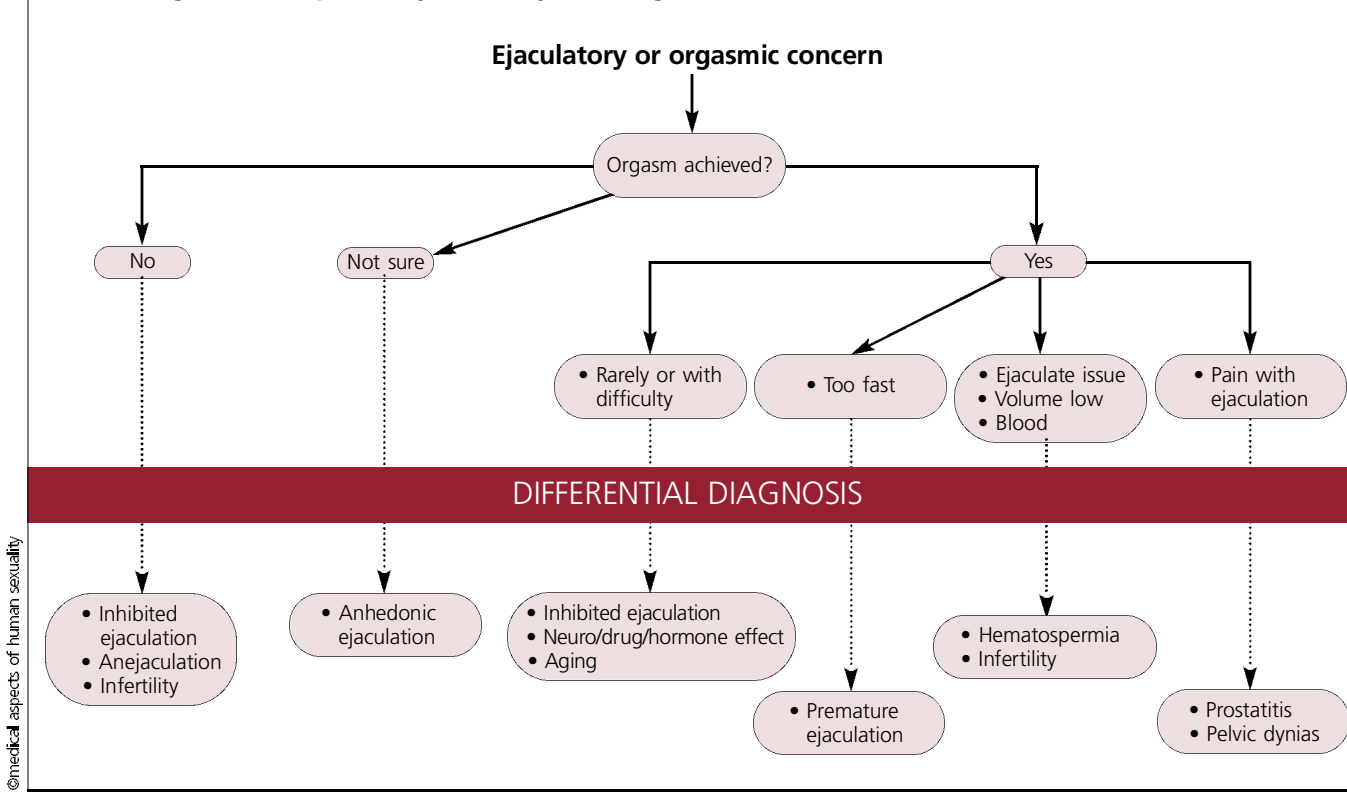 Ejaculatory or orgasmic concern
Orgasm achieved?
No
Not sure
Yes
• Rarely or with
difficulty
• Too fast
• Ejaculate issue
• Volume low
• Blood
• Pain with
ejaculation
DIFFERENTIAL DIAGNOSIS
• Inhibited
ejaculation
• Anejaculation
• Infertility
• Anhedonic
ejaculation
• Inhibited ejaculation
• Neuro/drug/hormone effect
• Aging
• Premature
ejaculation
• Hematospermia
• Infertility
• Prostatitis
• Pelvic dynias
©medical aspects of human sexuality